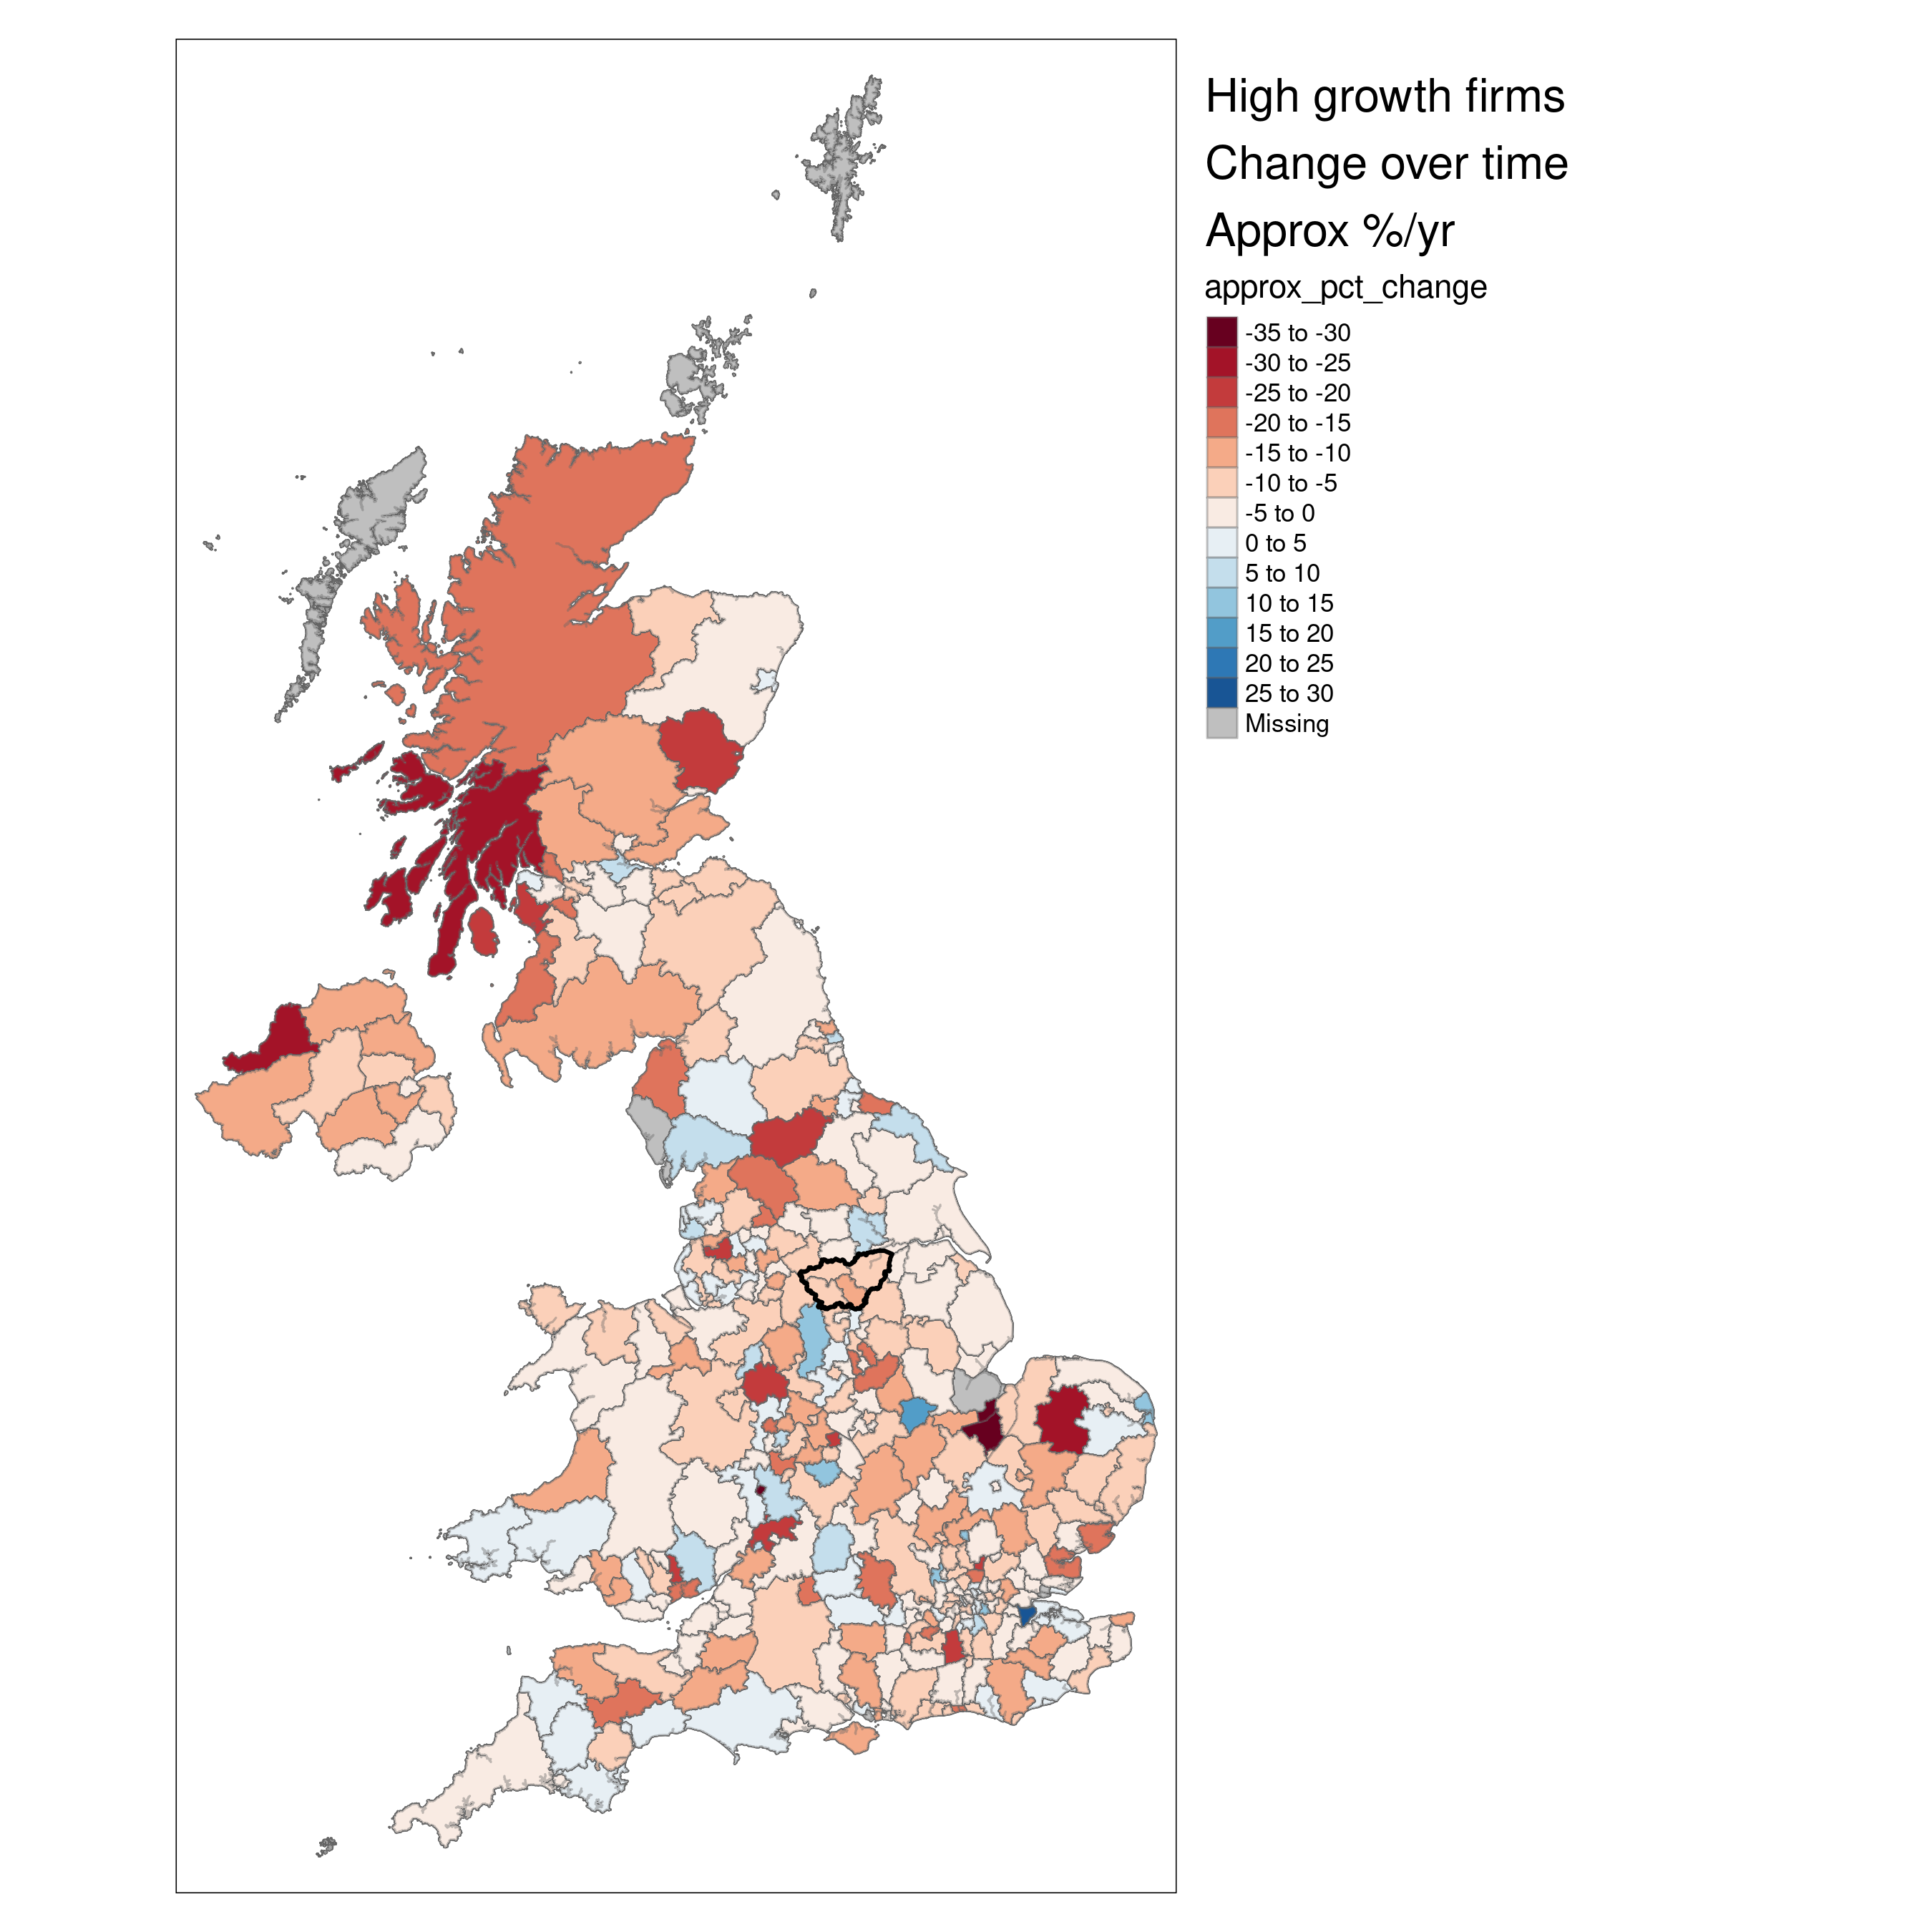 High growth firms
Change over time
Approx %/yr
approx_pct_change
-35 to -30
-30 to -25
-25 to -20
-20 to -15
-15 to -10
-10 to -5
-5 to 0
0 to 5
5 to 10
10 to 15
15 to 20
20 to 25
25 to 30
Missing